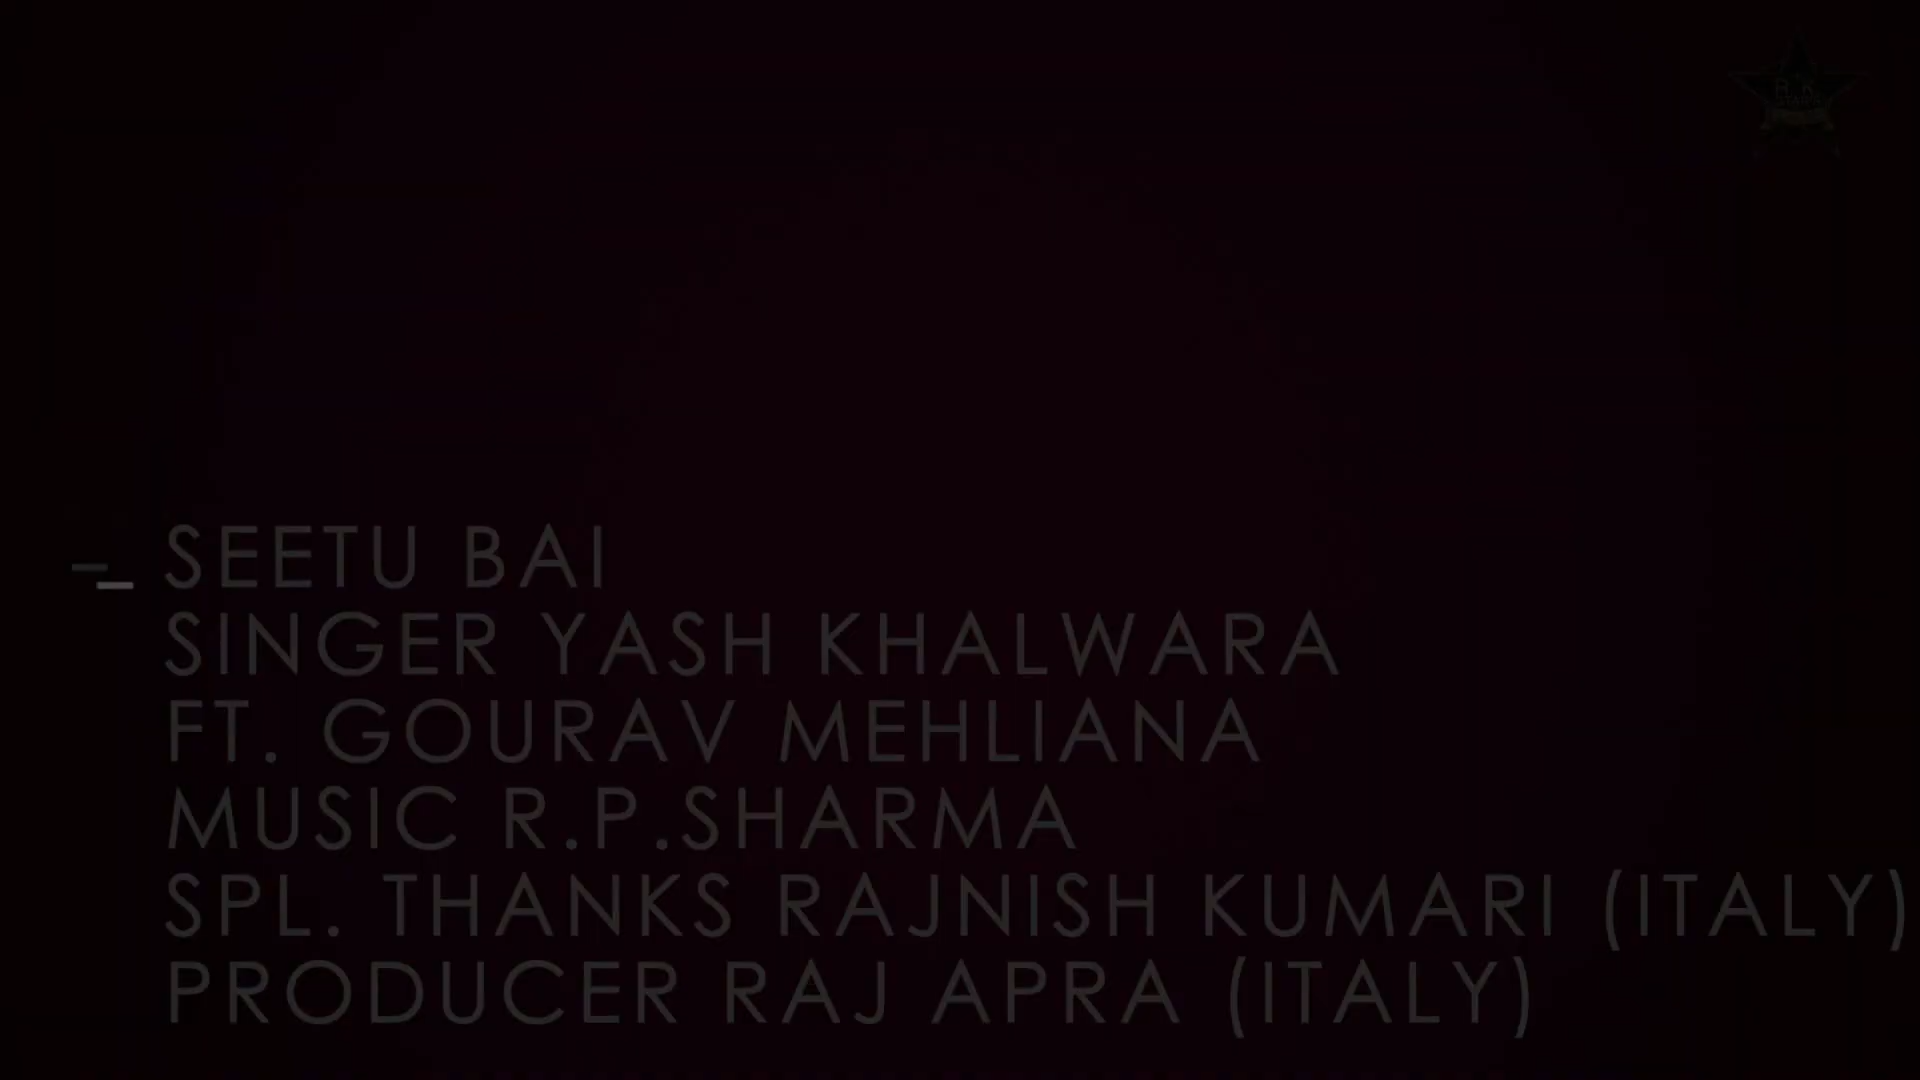 R.K
STAR'S
SEETU BAI
SINGER YASH KHALWARA
FT. GOURAV MEHLIANA
MUSIC R.P.SHARMA
SPL. THANKS RAJNISH KUMARI (ITALY)
PRODUCER RAJ APRA (ITALY)